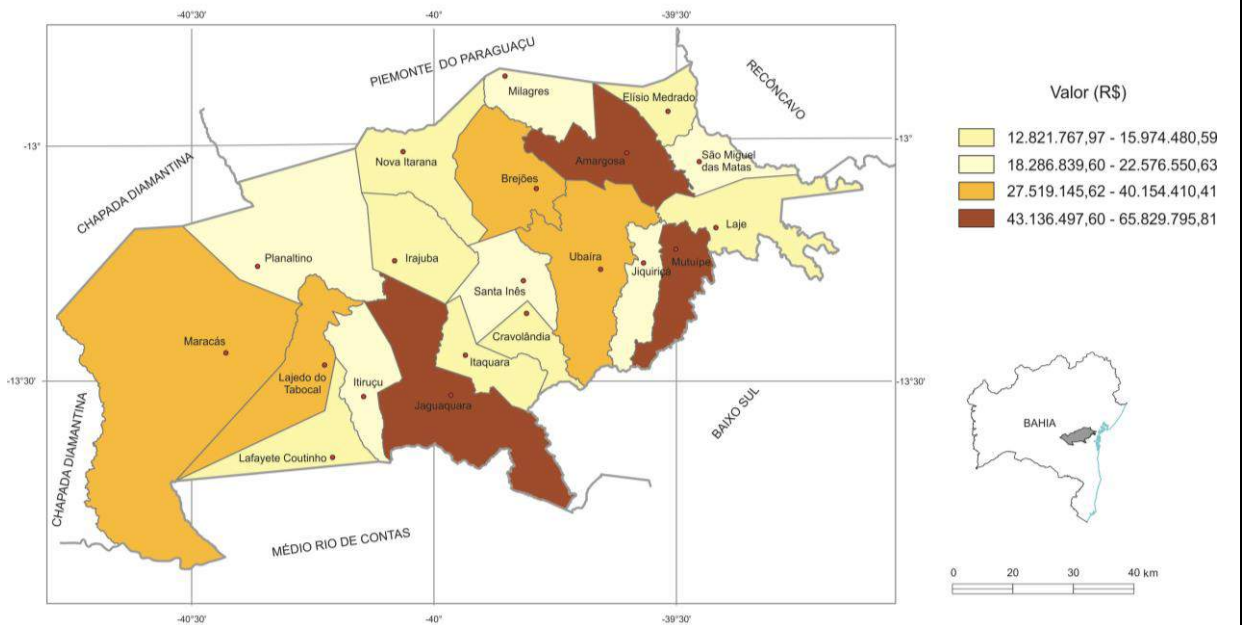 -40°30'
-40°
-39°30'
PIEMONTE DO PARAGUAÇU
RECÔNCAVO
Milagres
Elísio Medrado
-13°
-13°
CHAPADA DIAMANTINA
Nova Itarana
Amargosa
São Miguel
das Matas
Brejões
Laje
Planaltino
Irajuba
Ubaíra
Jiquiriçá
Mutuípe
Santa Inês
Cravolândia
Maracás
Itaquara
Lajedo do
Tabocal
Itiruçu
-13°30'
-13°30'
Jaguaquara
BAIXO SUL
CHAPADA DIAMANTINA
Lafayete Coutinho
MÉDIO RIO DE CONTAS
-40°30'
-40°
-39°30'
Valor (R$)
12.821.767,97 - 15.974.480,59
18.286.839,60 - 22.576.550,63
27.519.145,62 - 40.154.410,41
43.136.497,60 - 65.829.795,81
BAHIA
0 20 30 40 km